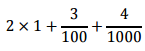 2 × 1 + 3/100 + 4/1000